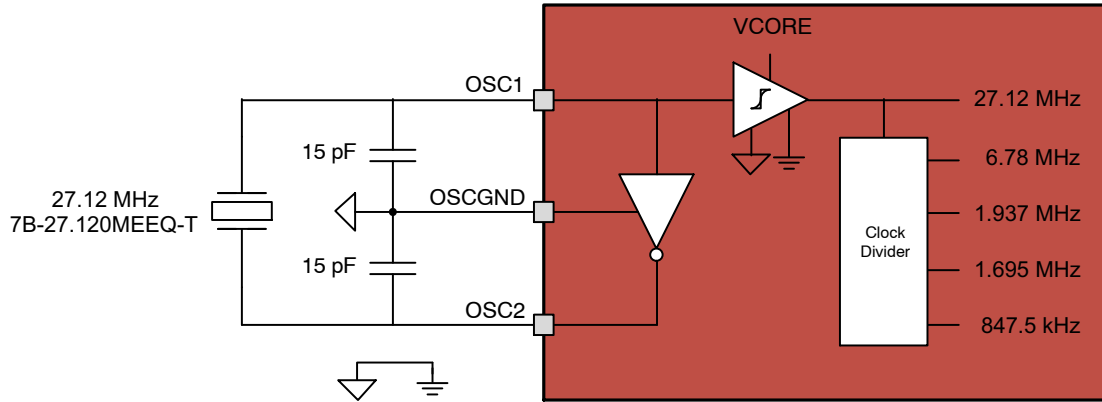 VCORE
OSC1
27.12 MHz
15 pF
6.78 MHz
27.12 MHz
7B-27.120MEEQ-T
OSCGND
1.937 MHz
Clock
Divider
15 pF
1.695 MHz
OSC2
847.5 kHz